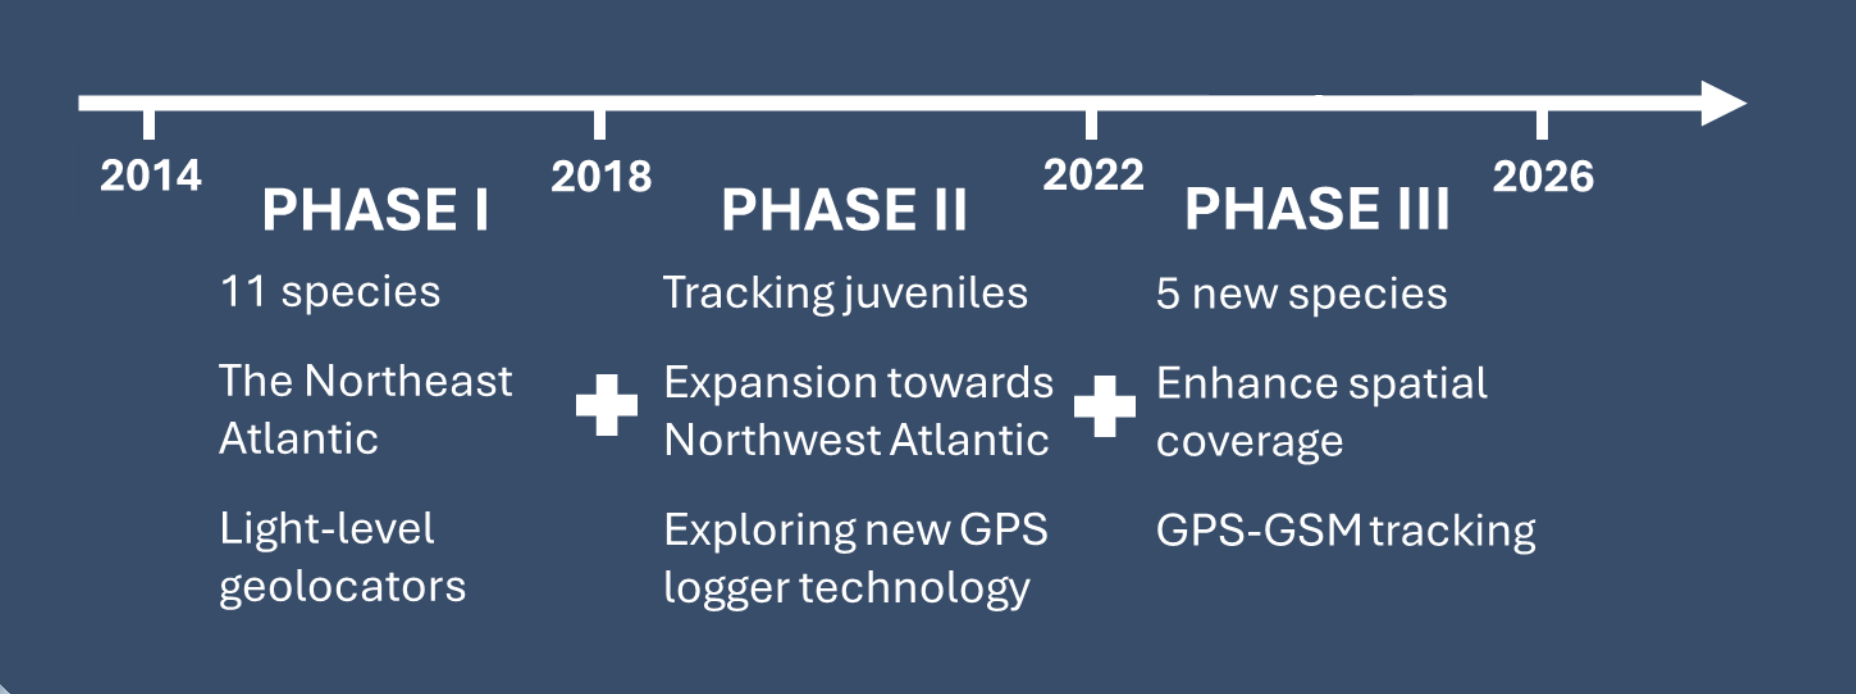 2014
2018
2022
2026
PHASE I
11 species
The Northeast
Atlantic
Light-level
geolocators
PHASE II
Tracking juveniles
Expansion towards
Northwest Atlantic
Exploring new GPS
logger technology
PHASE III
5 new species
Enhance spatial
coverage
GPS-GSM tracking